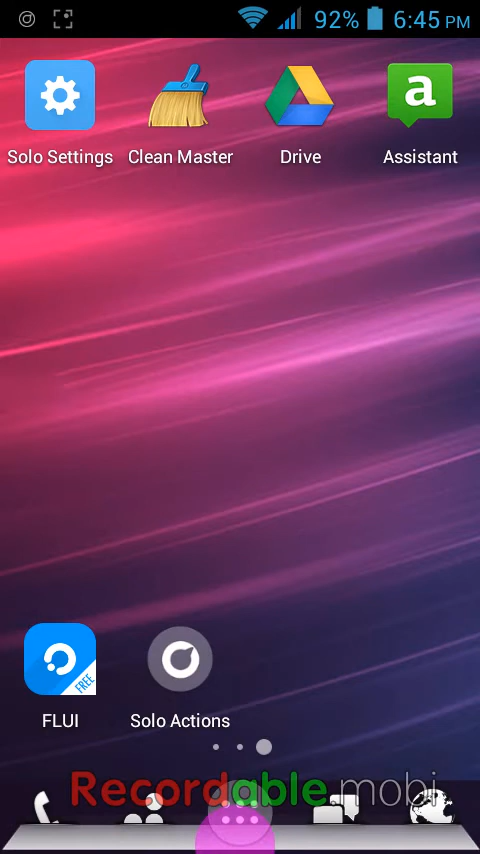 92% 6:45 PM
Solo Settings Clean Master Drive Assistant
a
FREE
FLUI Solo Actions
Recordable.mobi